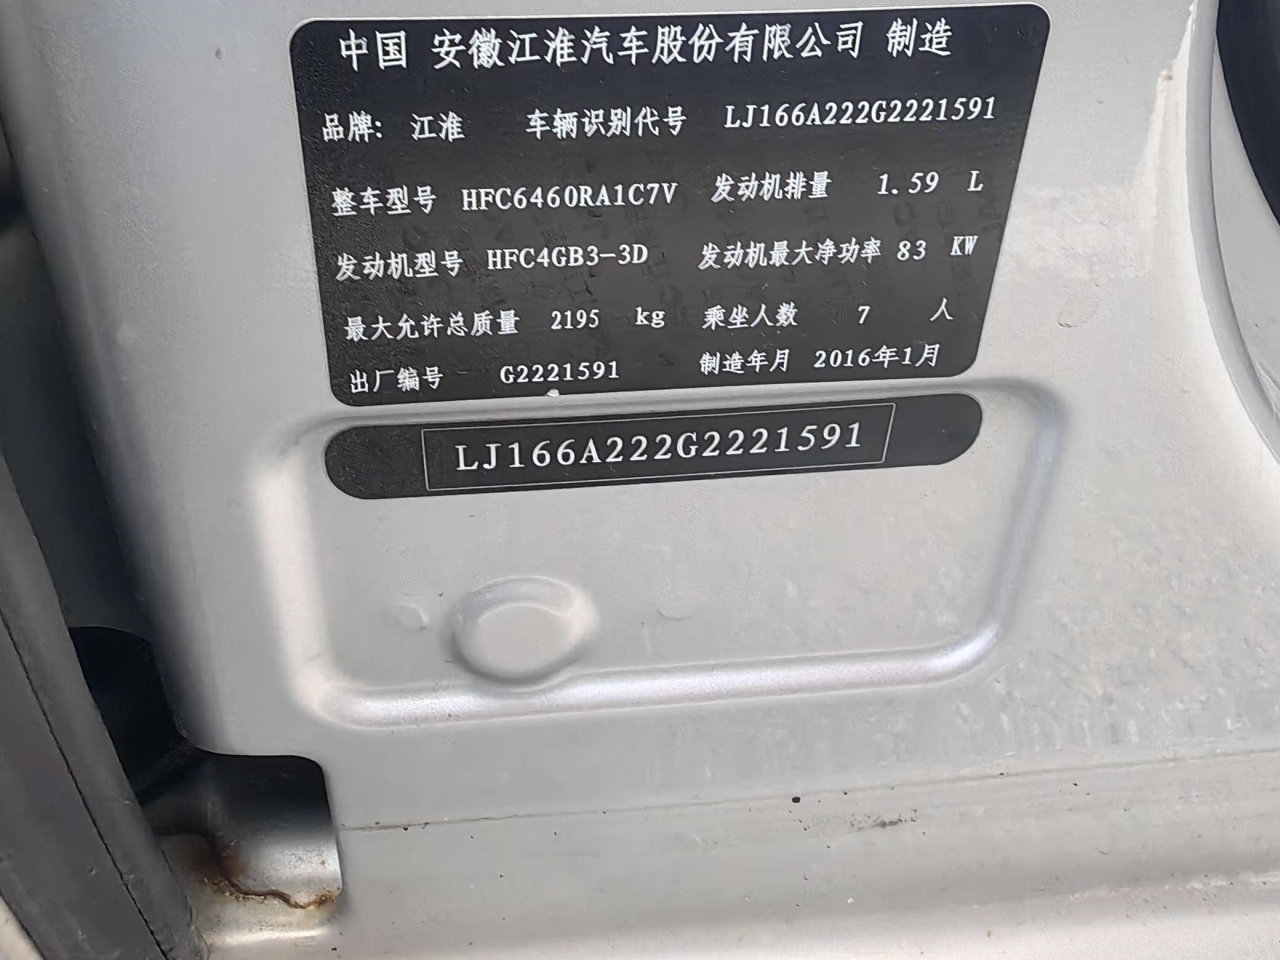 中国 安徽江淮汽车股份有限公司 制造
品牌: 江淮 车辆识别代号 LJ166A222G2221591
整车型号 HFC6460RA1C7V 发动机排量 1.59 L
发动机型号 HFC4GB3-3D 发动机最大净功率 83 KW
最大允许总质量 2195 kg 乘坐人数 7 人
出厂编号 G2221591 制造年月 2016年1月
LJ166A222G2221591